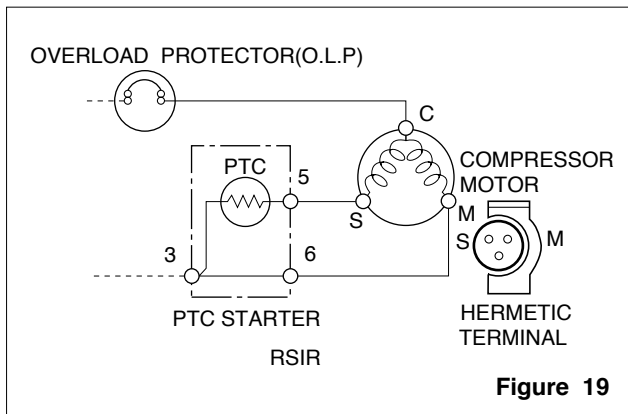 OVERLOAD PROTECTOR(O.L.P)
C
PTC
5
COMPRESSOR
MOTOR
S
M
S
M
3
6
PTC STARTER
HERMETIC
TERMINAL
RSIR
Figure 19